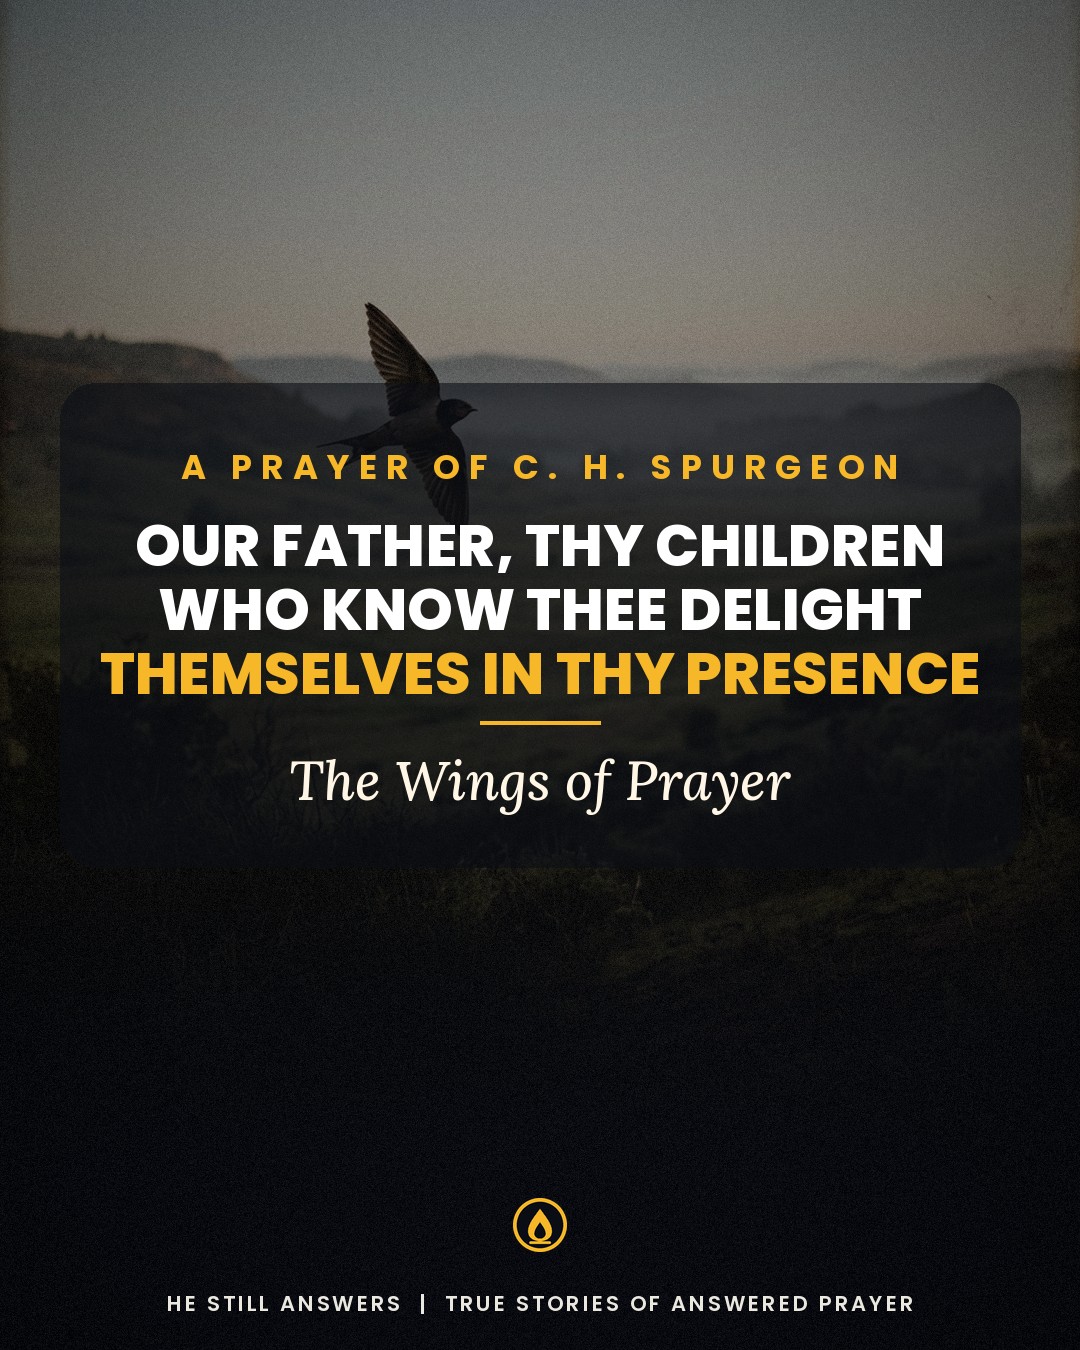 A PRAYER OF C. H. SPURGEON
OUR FATHER, THY CHILDREN
WHO KNOW THEE DELIGHT
THEMSELVES IN THY PRESENCE
The Wings of Prayer
HE STILL ANSWERS | TRUE STORIES OF ANSWERED PRAYER